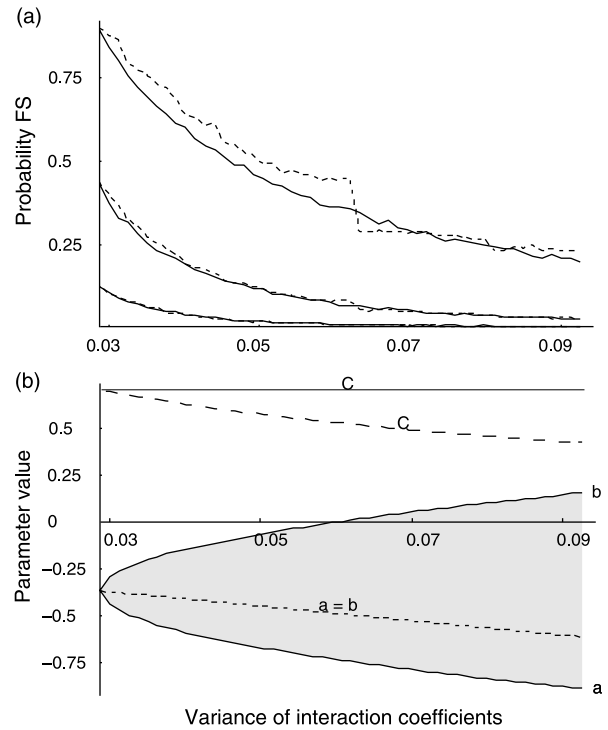 (a)
Probability FS
0.75
0.5
0.25
0.03 0.05 0.07 0.09
(b)
Parameter value
C
0.5
C
0.25
b
0
0.03 0.05 0.07 0.09
−0.25
−0.5
a = b
−0.75
a
Variance of interaction coefficients